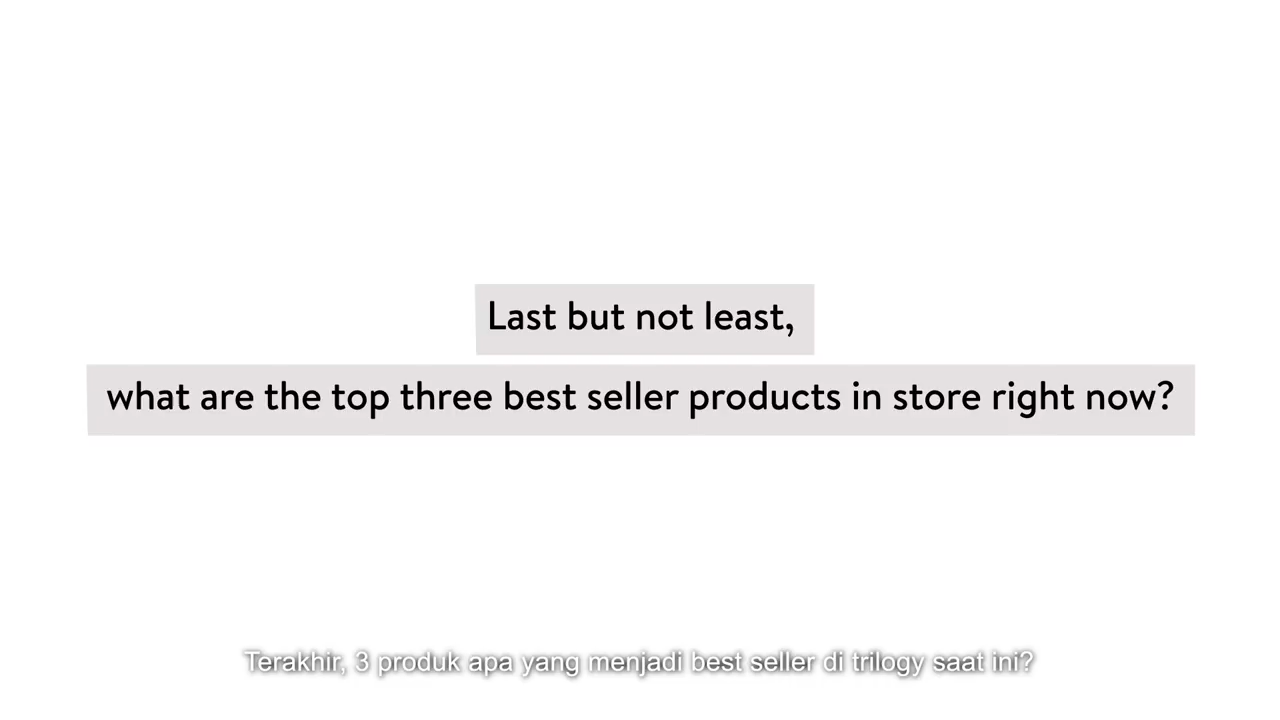 Last but not least,
what are the top three best seller products in store right now?
Terakhir, 3 produk apa yang menjadi best seller di trilogy saat ini?